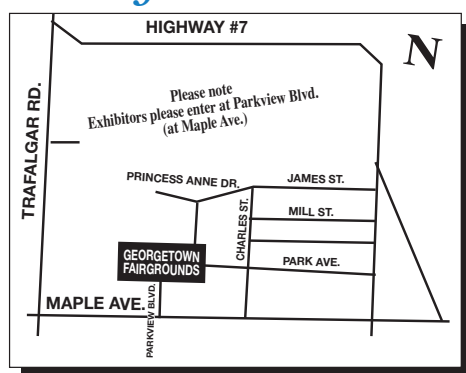 HIGHWAY #7
N
Please note
Exhibitors please enter at Parkview Blvd.
(at Maple Ave.)
TRAFALGAR RD.
PRINCESS ANNE DR.
JAMES ST.
CHARLES ST.
MILL ST.
GEORGETOWN
FAIRGROUNDS
PARK AVE.
MAPLE AVE.
PARKVIEW BLVD.